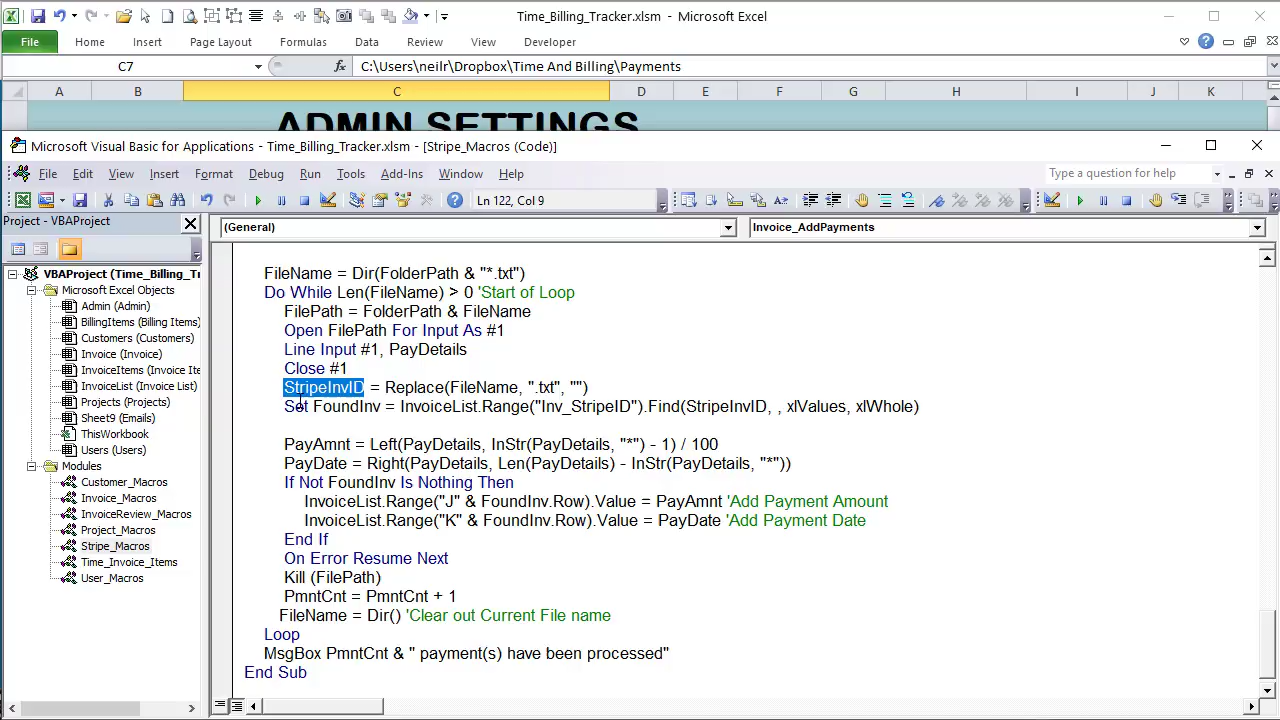 Time_Billing_Tracker.xlsm - Microsoft Excel
File Home Insert Page Layout Formulas Data Review View Developer
C7 fx C:\Users\neilr\Dropbox\Time And Billing\Payments
A B C D E F G H I J K
ADMIN SETTINGS
Microsoft Visual Basic for Applications - Time_Billing_Tracker.xlsm - [Stripe_Macros (Code)]
File Edit View Insert Format Debug Run Tools Add-Ins Window Help Type a question for help
Ln 122, Col 9
Project - VBAProject
(General) Invoice_AddPayments
VBAProject (Time_Billing_Tr
Microsoft Excel Objects
Admin (Admin)
BillingItems (Billing Items)
Customers (Customers)
Invoice (Invoice)
InvoiceItems (Invoice Ite
InvoiceList (Invoice List)
Projects (Projects)
Sheet9 (Emails)
ThisWorkbook
Users (Users)
Modules
Customer_Macros
Invoice_Macros
InvoiceReview_Macros
Project_Macros
Stripe_Macros
Time_Invoice_Items
User_Macros
FileName = Dir(FolderPath & "*.txt")
Do While Len(FileName) > 0 'Start of Loop
FilePath = FolderPath & FileName
Open FilePath For Input As #1
Line Input #1, PayDetails
Close #1
StripeInvID = Replace(FileName, ".txt", "")
Set FoundInv = InvoiceList.Range("Inv_StripeID").Find(StripeInvID, , xlValues, xlWhole)
PayAmnt = Left(PayDetails, InStr(PayDetails, "*") - 1) / 100
PayDate = Right(PayDetails, Len(PayDetails) - InStr(PayDetails, "*"))
If Not FoundInv Is Nothing Then
InvoiceList.Range("J" & FoundInv.Row).Value = PayAmnt 'Add Payment Amount
InvoiceList.Range("K" & FoundInv.Row).Value = PayDate 'Add Payment Date
End If
On Error Resume Next
Kill (FilePath)
PmntCnt = PmntCnt + 1
FileName = Dir() 'Clear out Current File name
Loop
MsgBox PmntCnt & " payment(s) have been processed"
End Sub